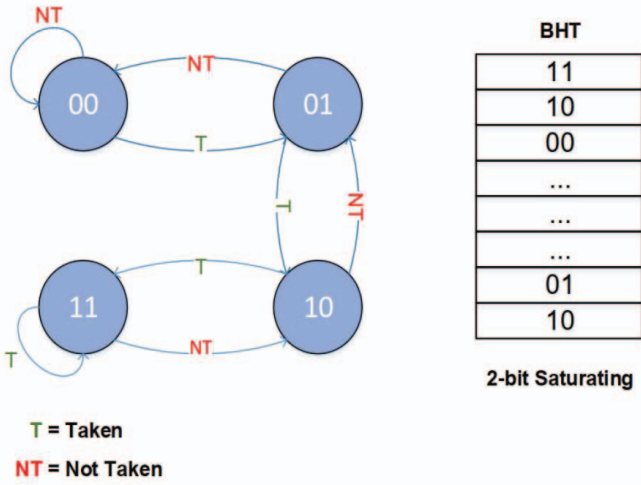 NT
00
NT
01
T
T
NT
11
T
10
NT
T
T = Taken
NT = Not Taken
BHT
11
10
00
...
...
...
01
10
2-bit Saturating